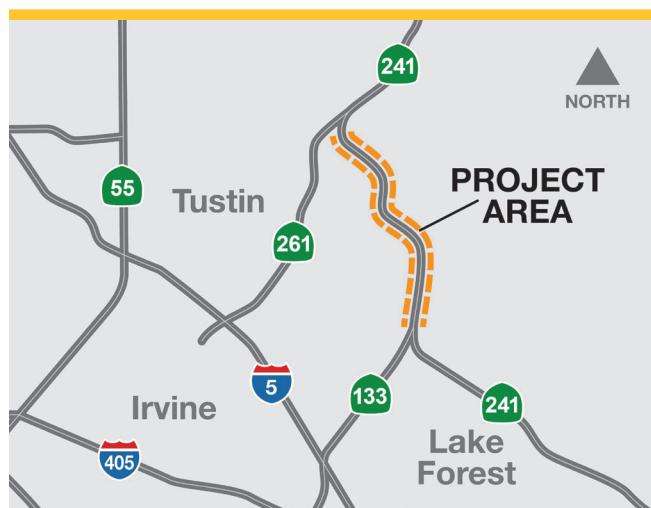 241
NORTH
55
Tustin
PROJECT
AREA
261
5
133
Irvine
241
Lake
Forest
405